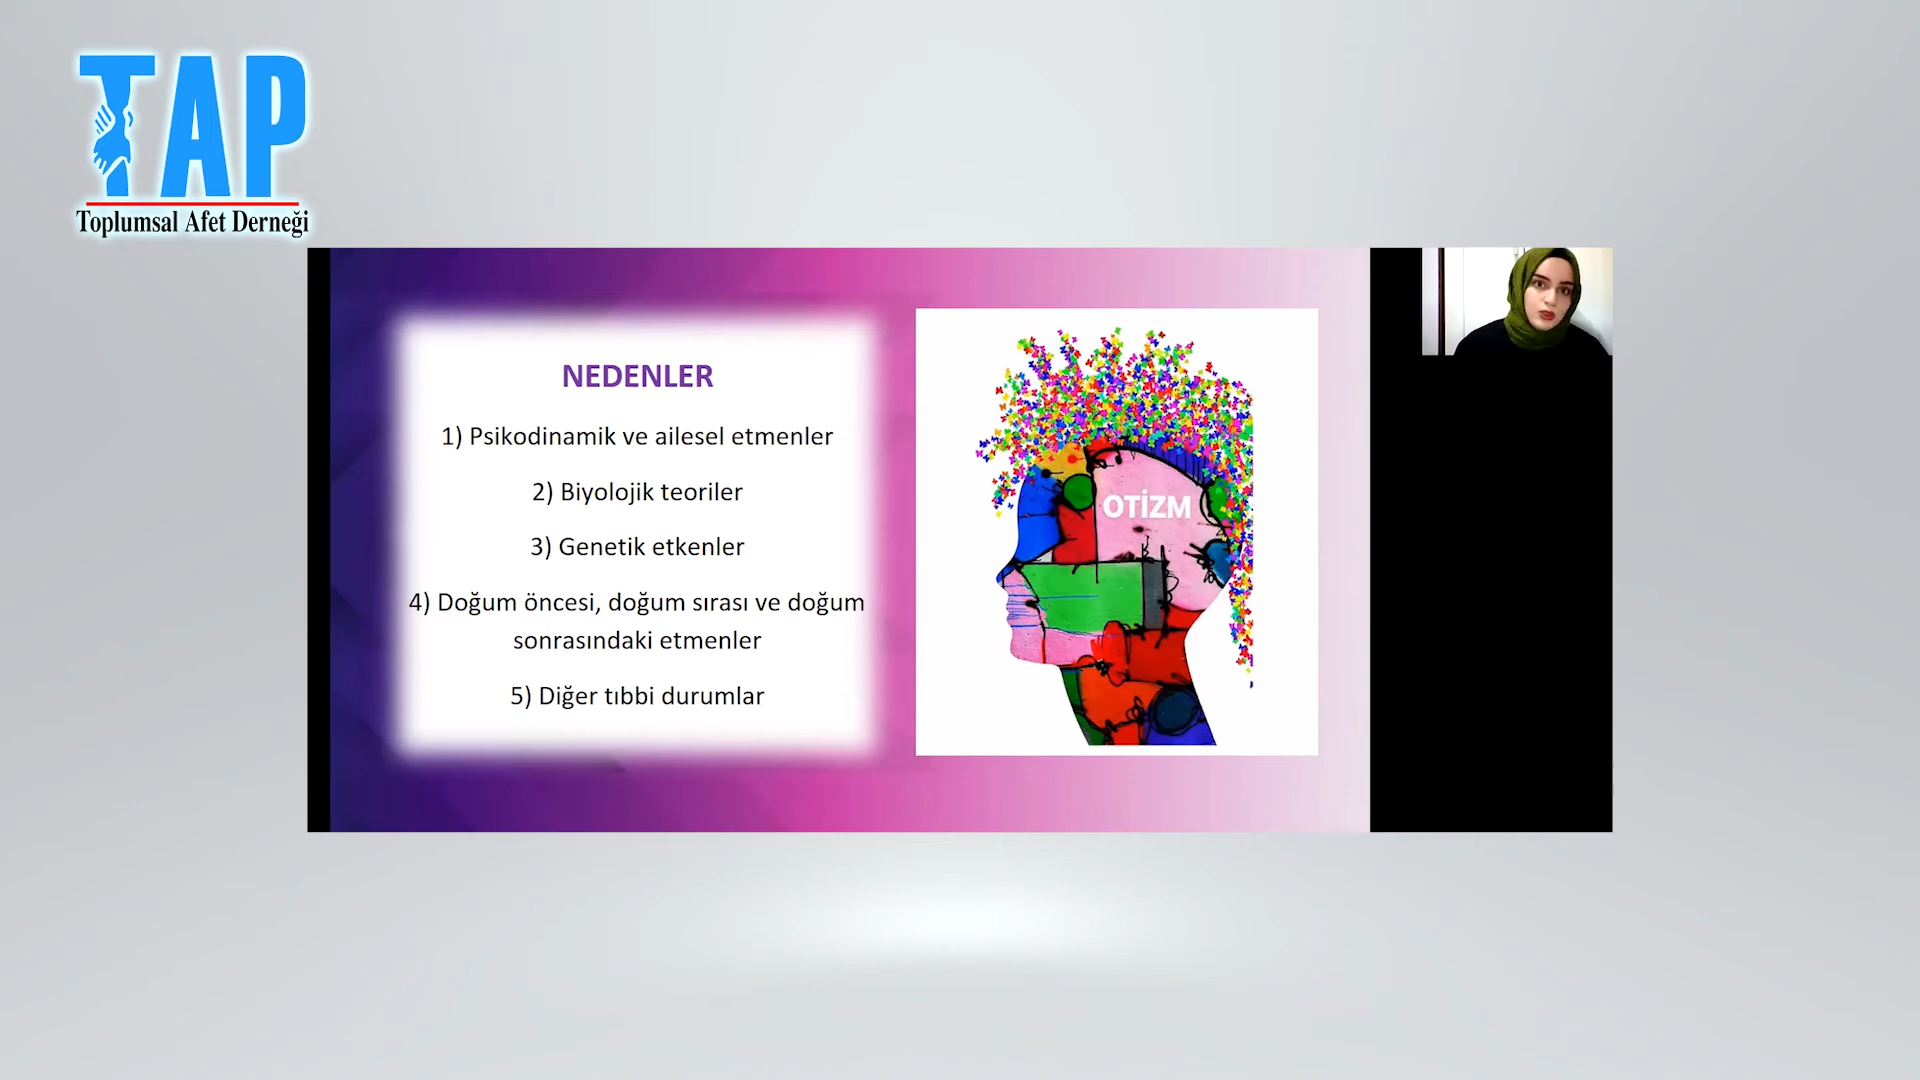 TAP
Toplumsal Afet Derneği
NEDENLER
1) Psikodinamik ve ailesel etmenler
2) Biyolojik teoriler
3) Genetik etkenler
4) Doğum öncesi, doğum sırası ve doğum
sonrasındaki etmenler
5) Diğer tıbbi durumlar
OTİZM